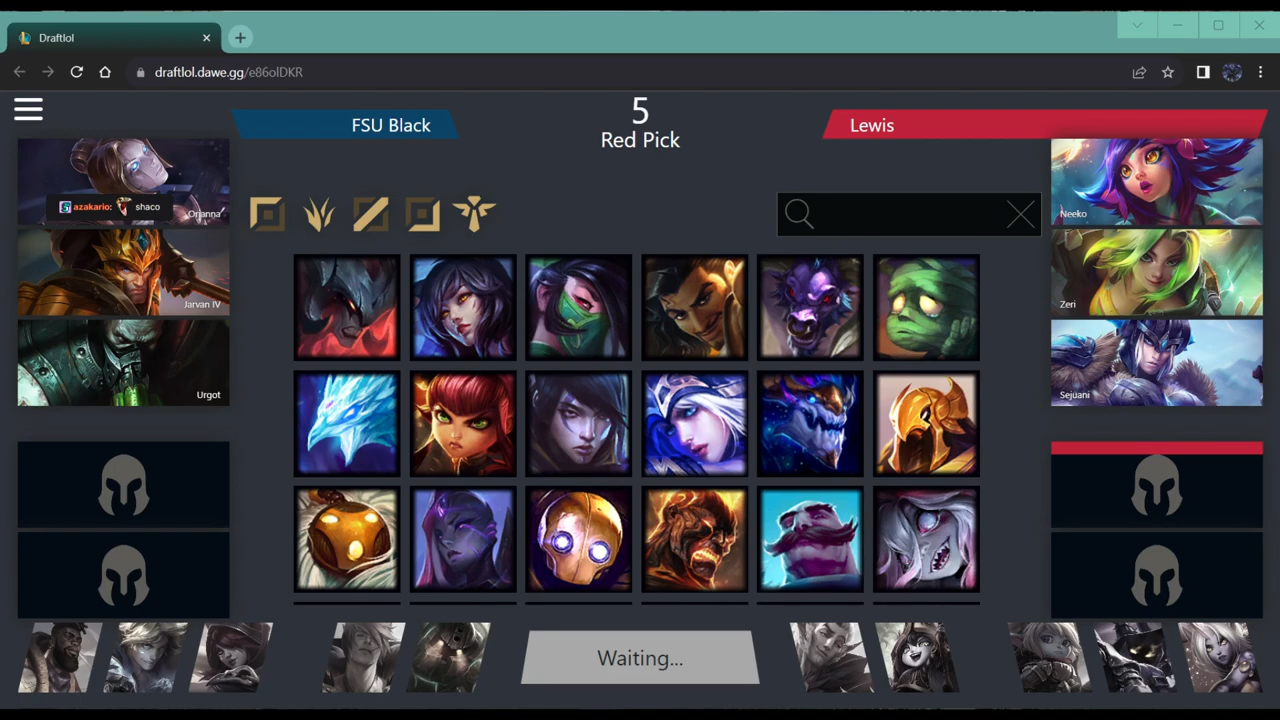 Draftlol
draftlol.dawe.gg/e86olDKR
FSU Black
5
Red Pick
Lewis
azakario: shaco
Orianna
Jarvan IV
Urgot
Neeko
Zeri
Sejuani
Waiting...